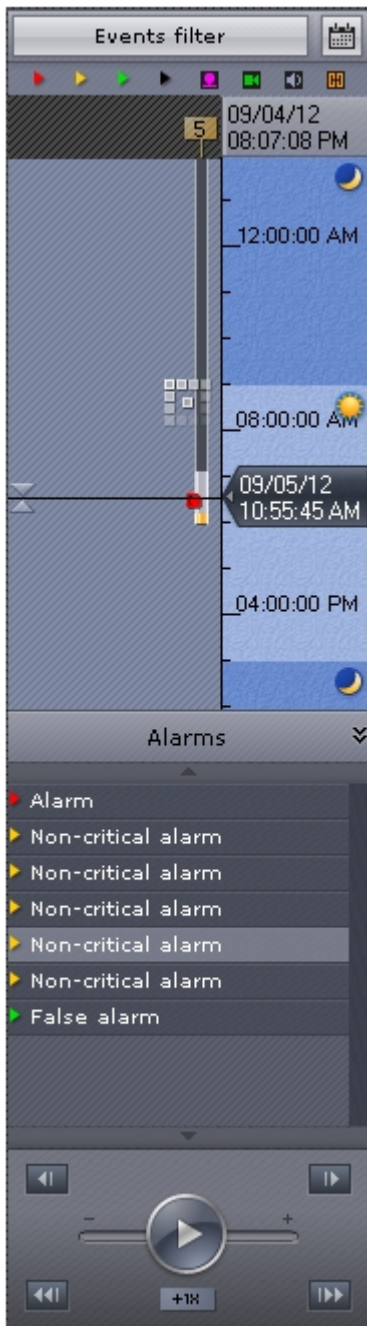 Events filter
5
09/04/12
08:07:08 PM
12:00:00 AM
08:00:00 AM
09/05/12
10:55:45 AM
04:00:00 PM
Alarms
Alarm
Non-critical alarm
Non-critical alarm
Non-critical alarm
Non-critical alarm
Non-critical alarm
False alarm
- +
+1X